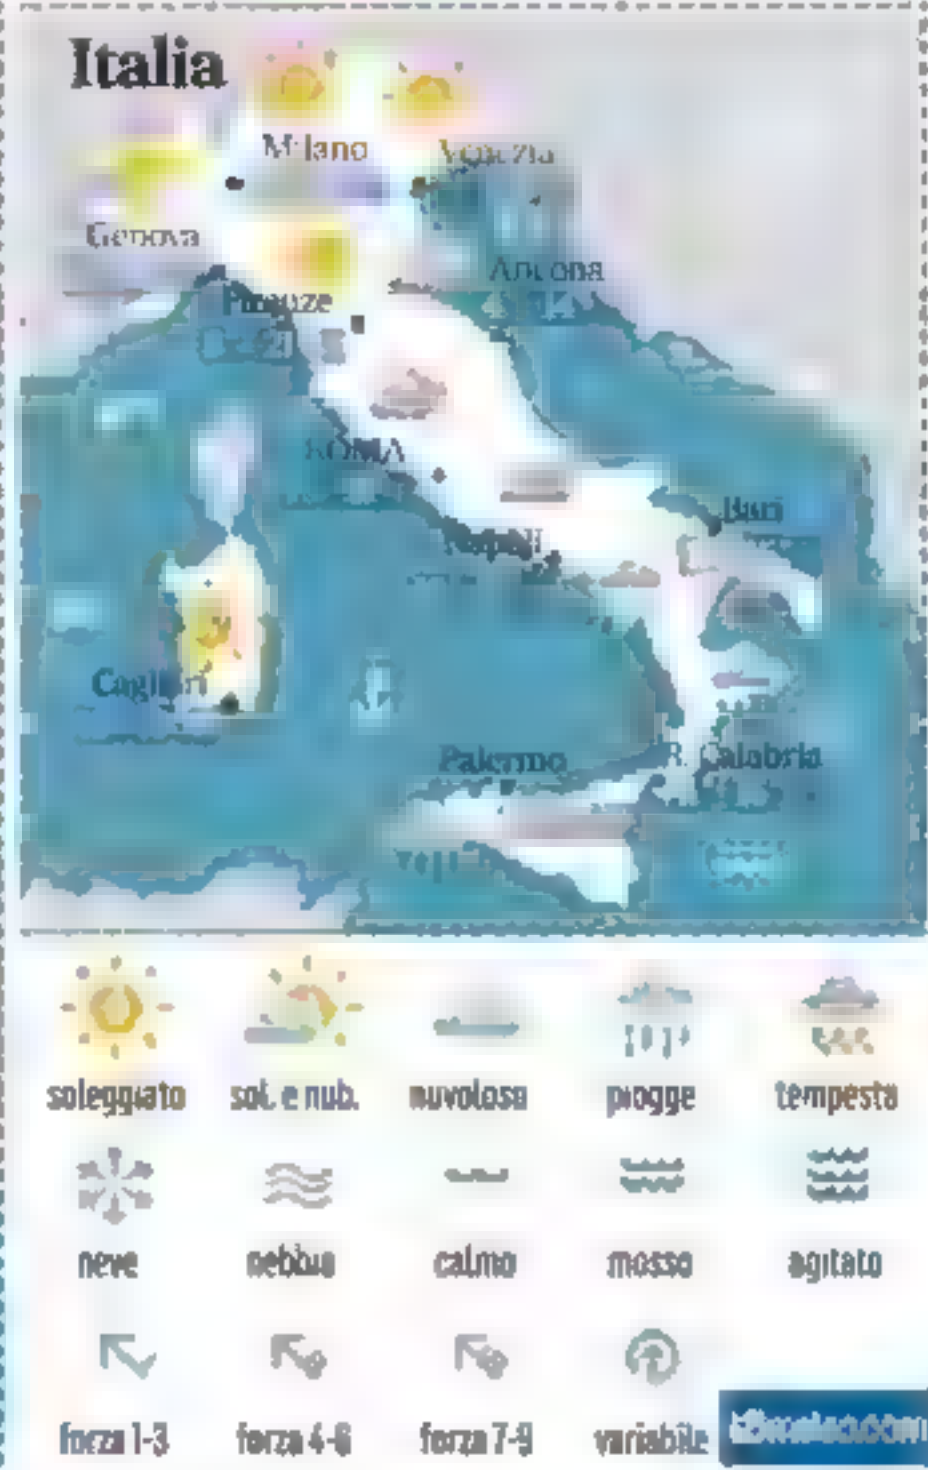 Italia
Milano
Venezia
Genova
Ancona
Firenze
ROMA
Bari
Napoli
Cagliari
Palermo
R. Calabria
soleggiato sol. e nub. nuvoloso piogge tempesta
neve nebbia calmo mosso agitato
forza 1-3 forza 4-6 forza 7-9 variabile